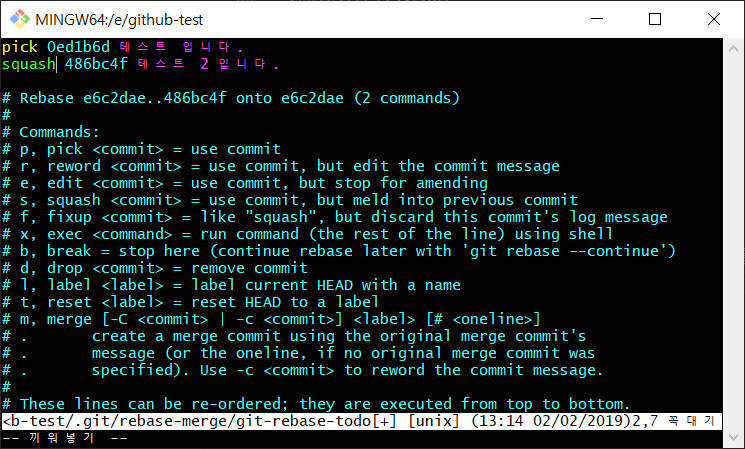 MINGW64:/e/github-test
pick 0ed1b6d 테스트 입니다.
squash 486bc4f 테스트 2입니다.
# Rebase e6c2dae..486bc4f onto e6c2dae (2 commands)
#
# Commands:
# p, pick <commit> = use commit
# r, reword <commit> = use commit, but edit the commit message
# e, edit <commit> = use commit, but stop for amending
# s, squash <commit> = use commit, but meld into previous commit
# f, fixup <commit> = like "squash", but discard this commit's log message
# x, exec <command> = run command (the rest of the line) using shell
# b, break = stop here (continue rebase later with 'git rebase --continue')
# d, drop <commit> = remove commit
# l, label <label> = label current HEAD with a name
# t, reset <label> = reset HEAD to a label
# m, merge [-C <commit> | -c <commit>] <label> [# <oneline>]
# .       create a merge commit using the original merge commit's
# .       message (or the oneline, if no original merge commit was
# .       specified). Use -c <commit> to reword the commit message.
#
# These lines can be re-ordered; they are executed from top to bottom.
<b-test/.git/rebase-merge/git-rebase-todo[+] [unix] (13:14 02/02/2019)2,7 꼭대기
-- 끼워넣기 --